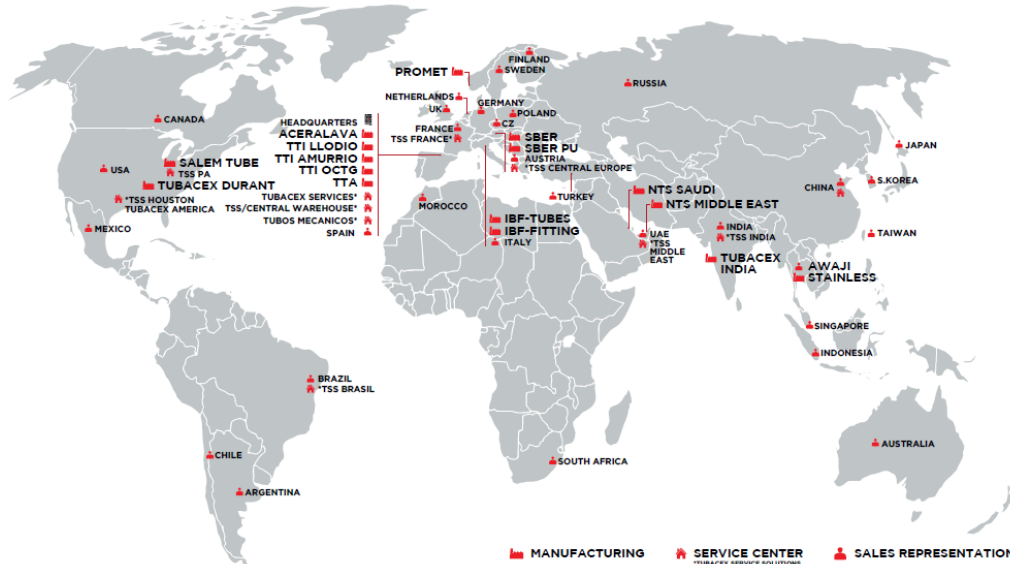 FINLAND
SWEDEN
PROMET
RUSSIA
NETHERLANDS
UK
GERMANY
POLAND
CZ
CANADA
HEADQUARTERS
ACERALAVA
TTI LLODIO
TTI AMURRIO
TTI OCTG
TTA
TUBACEX SERVICES*
TSS/CENTRAL WAREHOUSE*
TUBOS MECANICOS*
SPAIN
FRANCE
TSS FRANCE*
SBER
SBER PU
AUSTRIA
*TSS CENTRAL EUROPE
JAPAN
USA
SALEM TUBE
TSS PA
TUBACEX DURANT
*TSS HOUSTON
TUBACEX AMERICA
MEXICO
MOROCCO
TURKEY
IBF-TUBES
IBF-FITTING
ITALY
NTS SAUDI
NTS MIDDLE EAST
UAE
*TSS
MIDDLE
EAST
CHINA
S.KOREA
INDIA
*TSS INDIA
TAIWAN
TUBACEX
INDIA
AWAJI
STAINLESS
SINGAPORE
INDONESIA
BRAZIL
*TSS BRASIL
CHILE
ARGENTINA
SOUTH AFRICA
AUSTRALIA
MANUFACTURING
SERVICE CENTER
*TUBACEX SERVICE SOLUTIONS
SALES REPRESENTATION